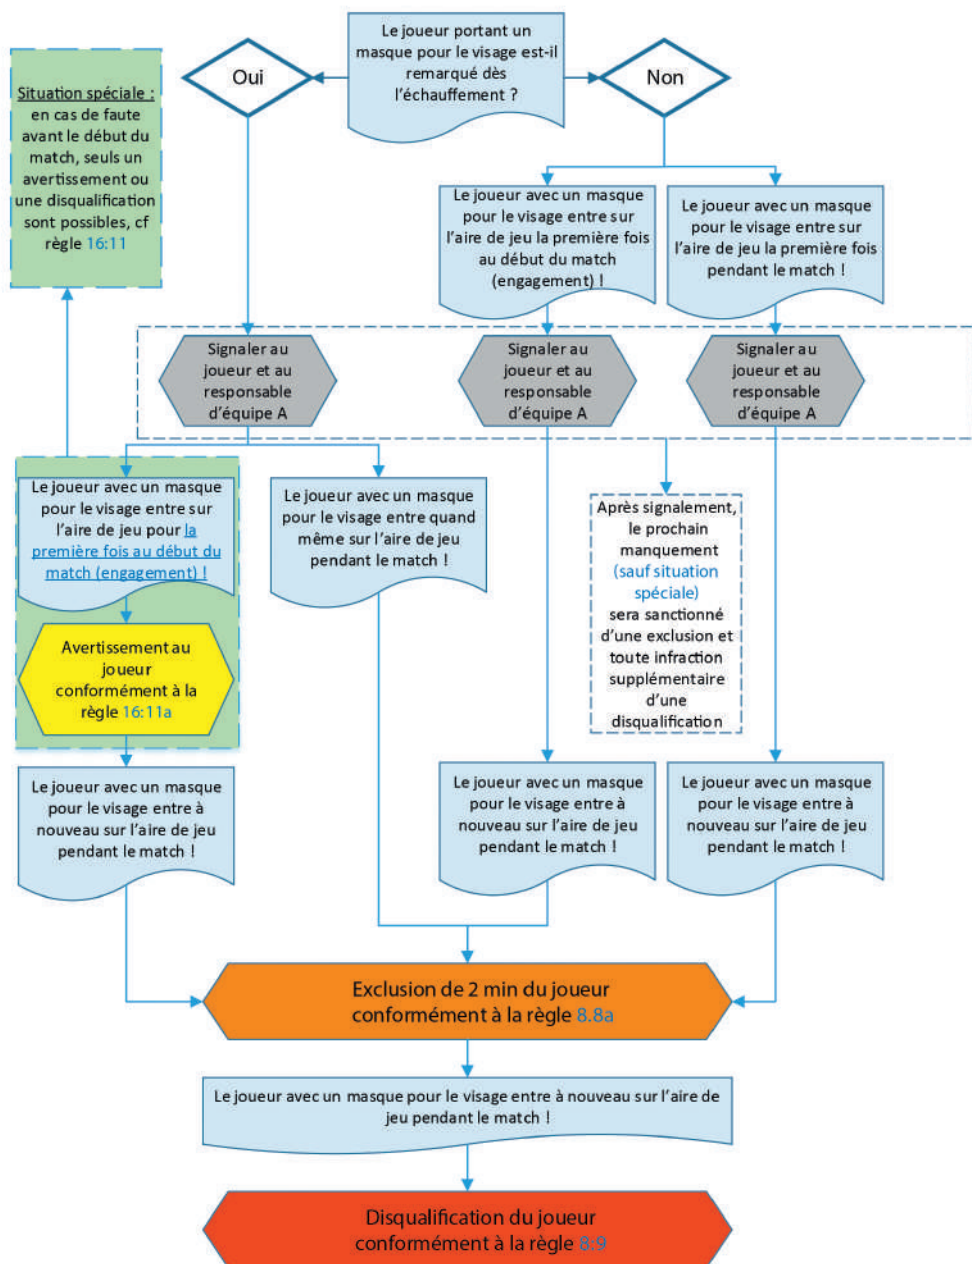 Le joueur portant un
masque pour le visage est-il
remarqué dès
l’échauffement ?
Oui
Non
Situation spéciale :
en cas de faute
avant le début du
match, seuls un
avertissement ou
une disqualification
sont possibles, cf
règle 16:11
Le joueur avec un masque
pour le visage entre sur
l’aire de jeu la première fois
au début du match
(engagement) !
Le joueur avec un masque
pour le visage entre sur
l’aire de jeu la première fois
pendant le match !
Signaler au
joueur et au
responsable
d’équipe A
Signaler au
joueur et au
responsable
d’équipe A
Signaler au
joueur et au
responsable
d’équipe A
Le joueur avec un masque
pour le visage entre sur
l’aire de jeu pour la
première fois au début du
match (engagement) !
Le joueur avec un masque
pour le visage entre quand
même sur l’aire de jeu
pendant le match !
Après signalement,
le prochain
manquement
(sauf situation
spéciale)
sera sanctionné
d’une exclusion et
toute infraction
supplémentaire
d’une
disqualification
Avertissement au
joueur
conformément à la
règle 16:11a
Le joueur avec un masque
pour le visage entre à
nouveau sur l’aire de jeu
pendant le match !
Le joueur avec un masque
pour le visage entre à
nouveau sur l’aire de jeu
pendant le match !
Le joueur avec un masque
pour le visage entre à
nouveau sur l’aire de jeu
pendant le match !
Exclusion de 2 min du joueur
conformément à la règle 8.8a
Le joueur avec un masque pour le visage entre à nouveau sur l’aire de
jeu pendant le match !
Disqualification du joueur
conformément à la règle 8:9